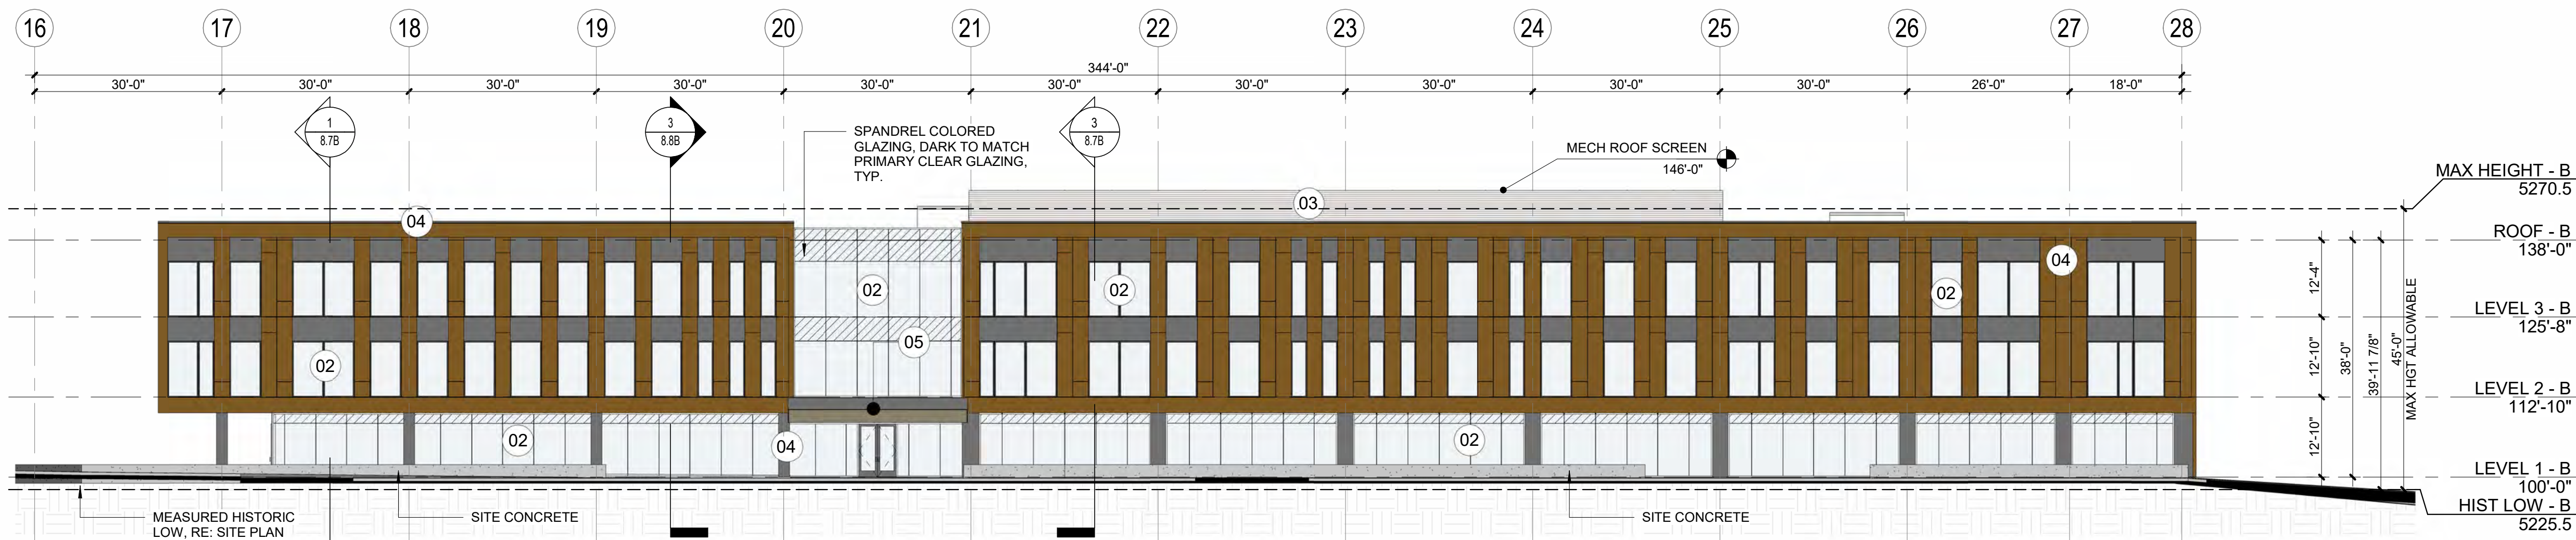 16 17 18 19 20 21 22 23 24 25 26 27 28
344'-0"
30'-0" 30'-0" 30'-0" 30'-0" 30'-0" 30'-0" 30'-0" 30'-0" 30'-0" 30'-0" 26'-0" 18'-0"
1
8.7B
3
8.8B
3
8.7B
SPANDREL COLORED
GLAZING, DARK TO MATCH
PRIMARY CLEAR GLAZING,
TYP.
MECH ROOF SCREEN
146'-0"
MAX HEIGHT - B
5270.5
03
04
ROOF - B
138'-0"
04
02
02
02
12'-4"
LEVEL 3 - B
125'-8"
05
02
12'-10"
38'-0"
39'-11 7/8"
45'-0"
MAX HGT ALLOWABLE
LEVEL 2 - B
112'-10"
02
04
02
12'-10"
LEVEL 1 - B
100'-0"
HIST LOW - B
5225.5
MEASURED HISTORIC
LOW, RE: SITE PLAN
SITE CONCRETE
SITE CONCRETE